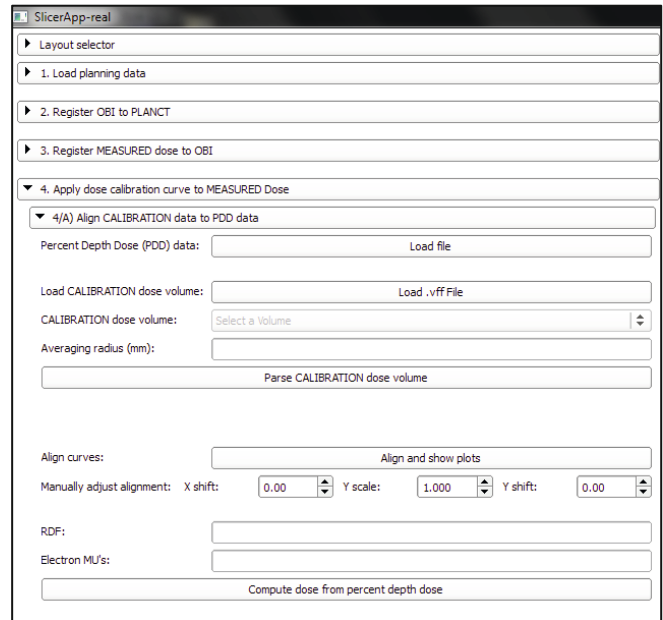 SlicerApp-real
Layout selector
1. Load planning data
2. Register OBI to PLANCT
3. Register MEASURED dose to OBI
4. Apply dose calibration curve to MEASURED Dose
4/A) Align CALIBRATION data to PDD data
Percent Depth Dose (PDD) data: Load file
Load CALIBRATION dose volume: Load .vff File
CALIBRATION dose volume: Select a Volume
Averaging radius (mm):
Parse CALIBRATION dose volume
Align curves: Align and show plots
Manually adjust alignment: X shift: 0.00 Y scale: 1.000 Y shift: 0.00
RDF:
Electron MU's:
Compute dose from percent depth dose